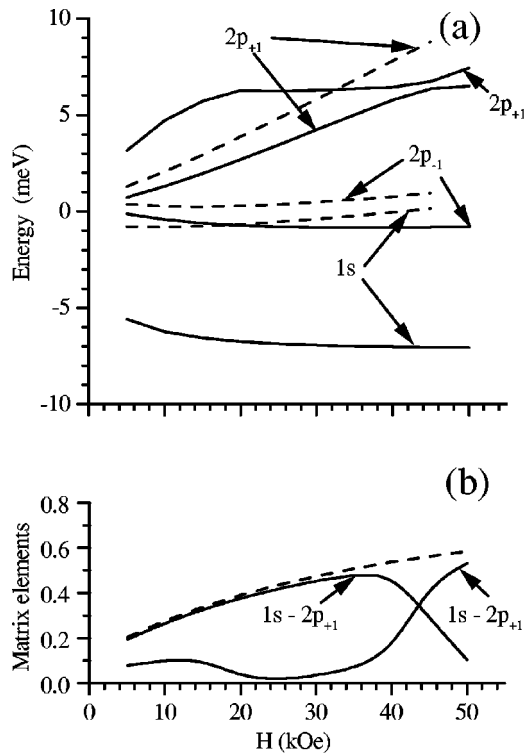 10
(a)
2p+1
2p+1
5
2p-1
Energy (meV)
0
1s
-5
-10
(b)
0.8
0.6
Matrix elements
0.4
1s - 2p+1
1s - 2p+1
0.2
0.0
0
10
20
30
40
50
H (kOe)